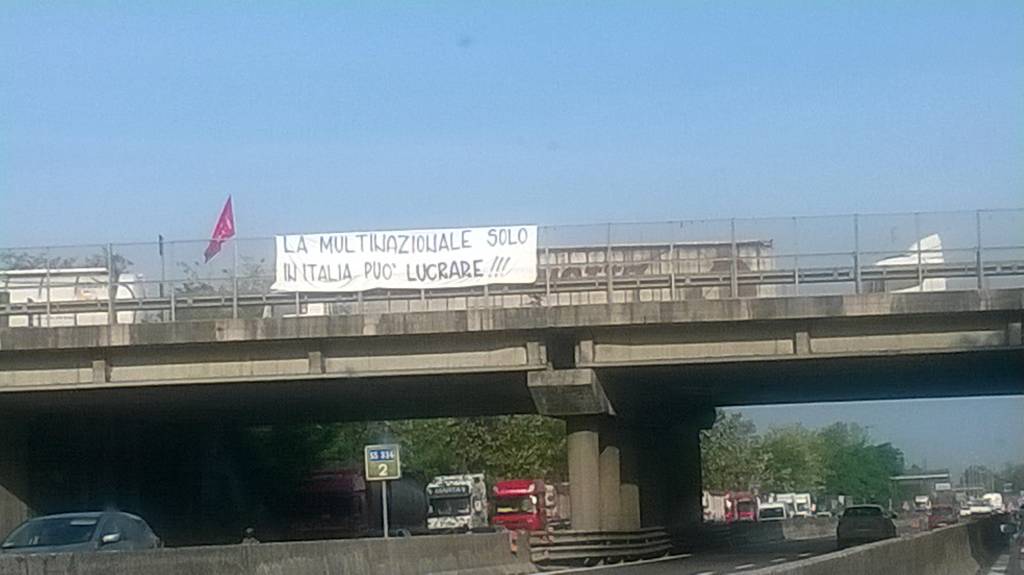 LA MULTINAZIONALE SOLO
IN ITALIA PUO' LUCRARE!!!
SS 336
2